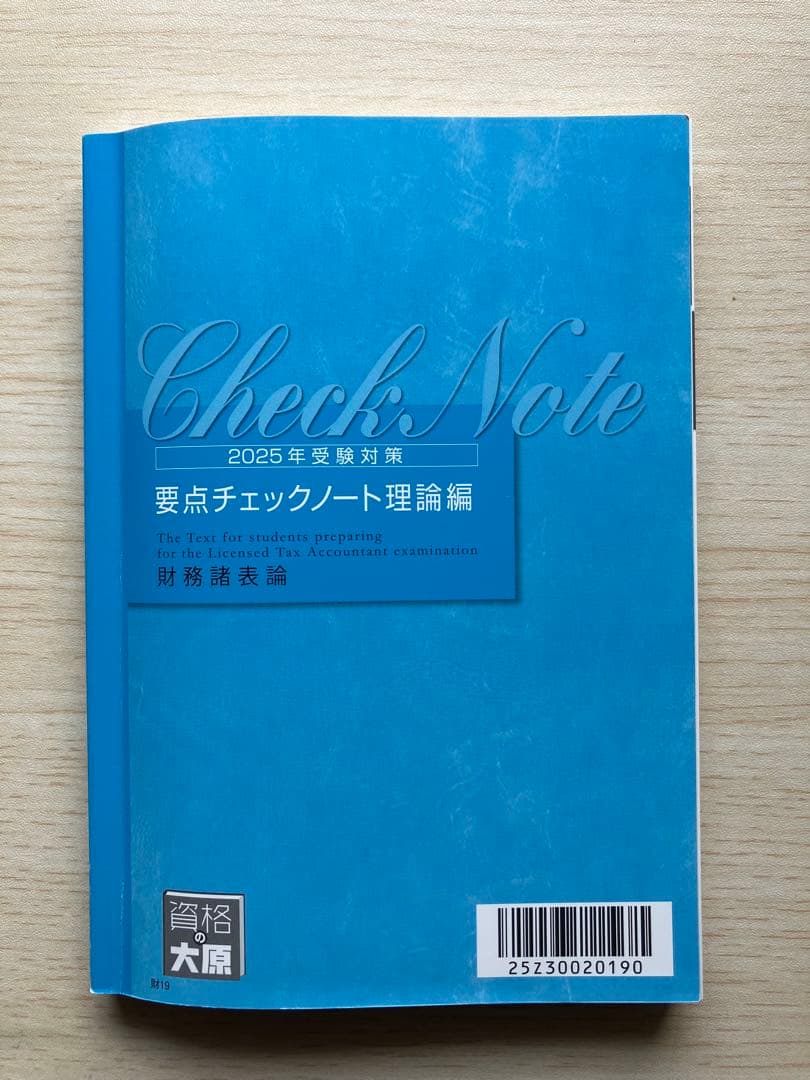 Check Note
2025年受験対策
要点チェックノート理論編
The Text for students preparing
for the Licensed Tax Accountant examination
財務諸表論
資格
の
大原
25Z30020190
財19